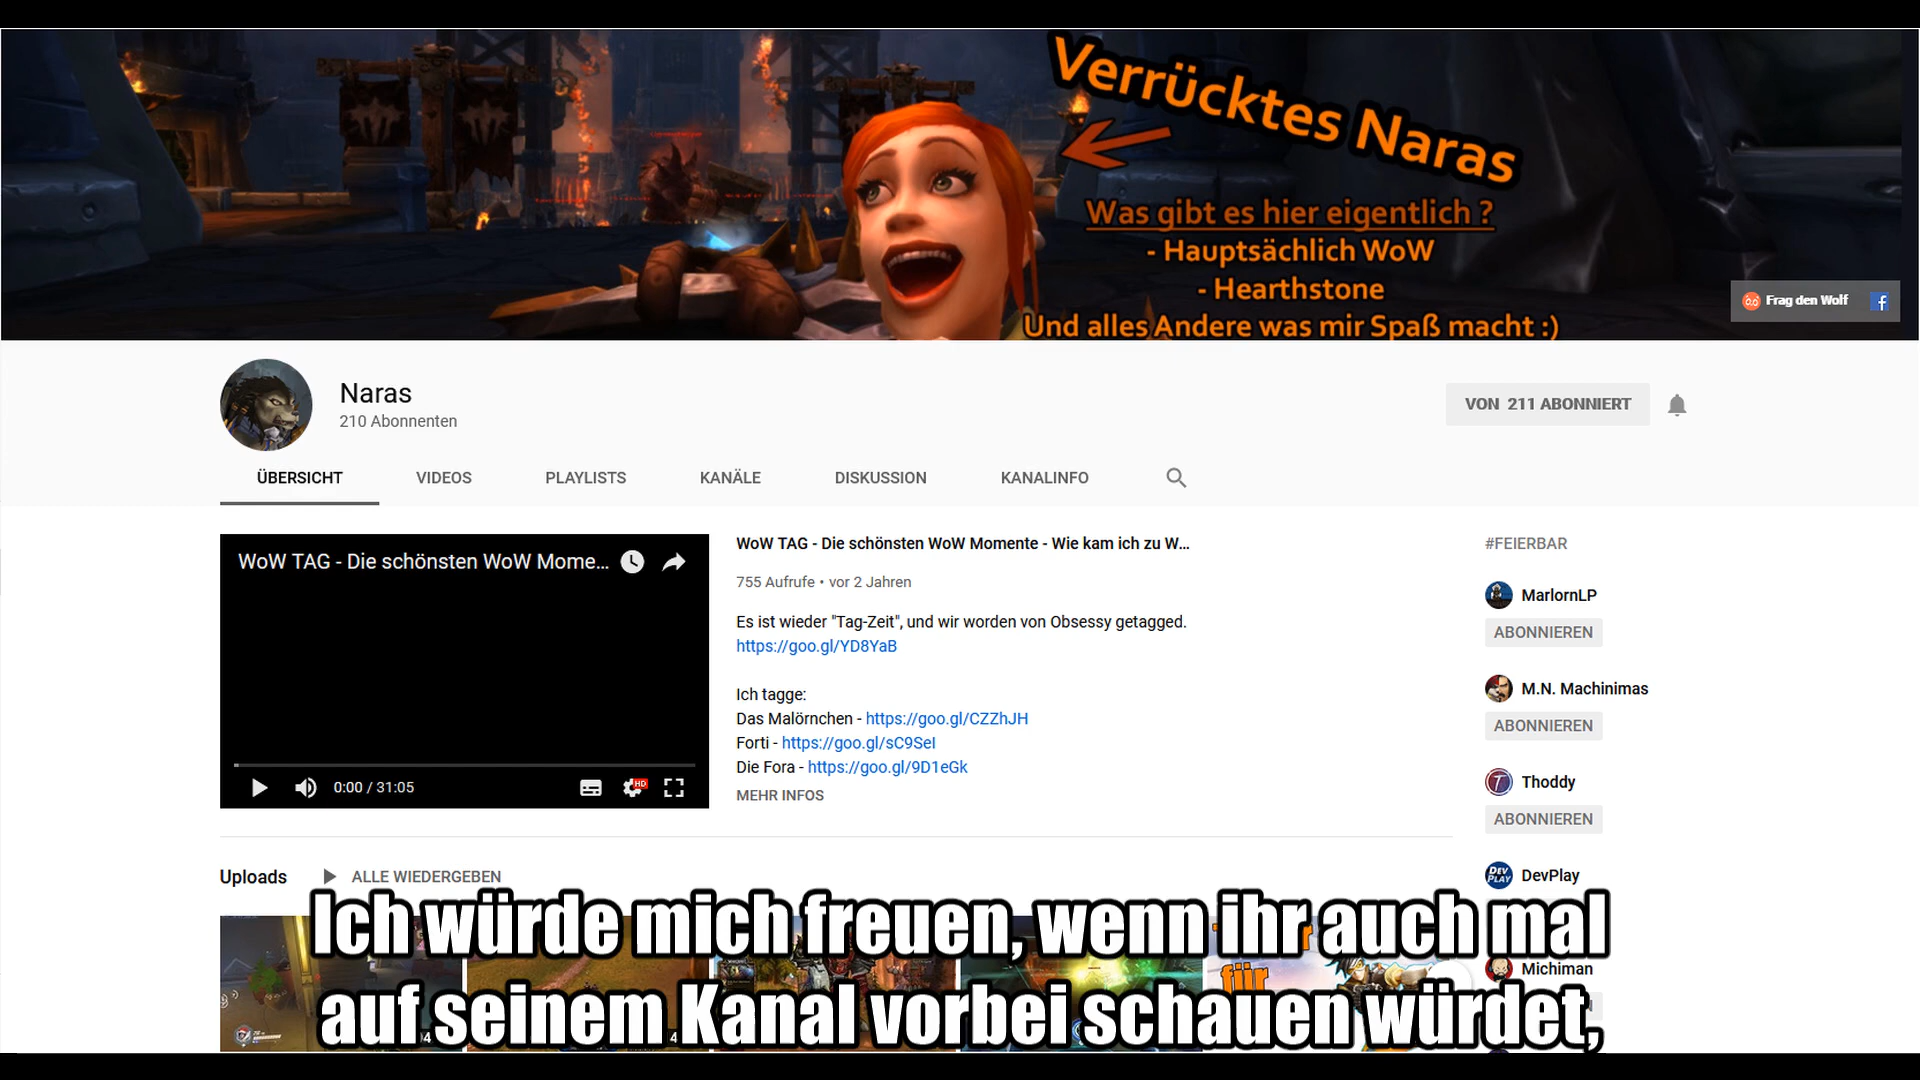 Verrücktes Naras
Was gibt es hier eigentlich ?
- Hauptsächlich WoW
- Hearthstone
Und alles Andere was mir Spaß macht :)
Frag den Wolf
Naras
210 Abonnenten
VON 211 ABONNIERT
ÜBERSICHT
VIDEOS
PLAYLISTS
KANÄLE
DISKUSSION
KANALINFO
WoW TAG - Die schönsten WoW Mome...
HD
0:00 / 31:05
WoW TAG - Die schönsten WoW Momente - Wie kam ich zu W...
755 Aufrufe • vor 2 Jahren
Es ist wieder "Tag-Zeit", und wir worden von Obsessy getagged.
https://goo.gl/YD8YaB
Ich tagge:
Das Malörnchen - https://goo.gl/CZZhJH
Forti - https://goo.gl/sC9SeI
Die Fora - https://goo.gl/9D1eGk
MEHR INFOS
#FEIERBAR
MarlornLP
ABONNIEREN
M.N. Machinimas
ABONNIEREN
Thoddy
ABONNIEREN
DEV PLAY
DevPlay
Michiman
Uploads
ALLE WIEDERGEBEN
für
Ich würde mich freuen, wenn ihr auch mal
auf seinem Kanal vorbei schauen würdet,